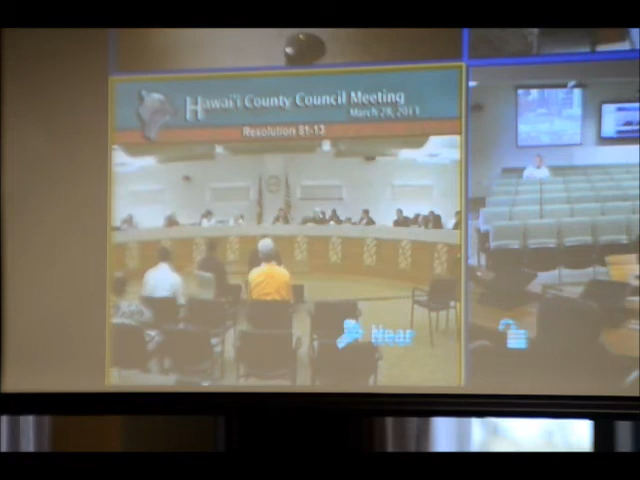 Hawai'i County Council Meeting
March 28, 2013
Resolution 81-13
Near